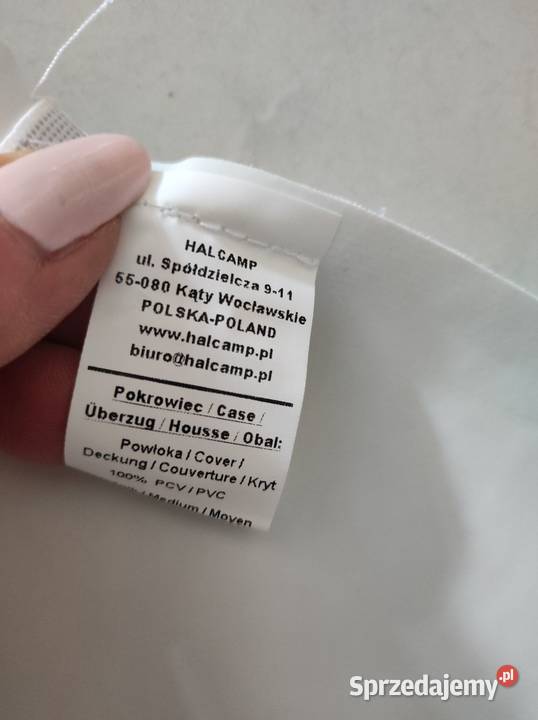 HALCAMP
ul. Spółdzielcza 9-11
55-080 Kąty Wocławskie
POLSKA-POLAND
www.halcamp.pl
biuro@halcamp.pl
Pokrowiec / Case /
Überzug / Housse / Obal:
Powłoka / Cover /
Deckung / Couverture / Kryt
100% PCV / PVC
/ Medium / Moyen
Sprzedajemy.pl